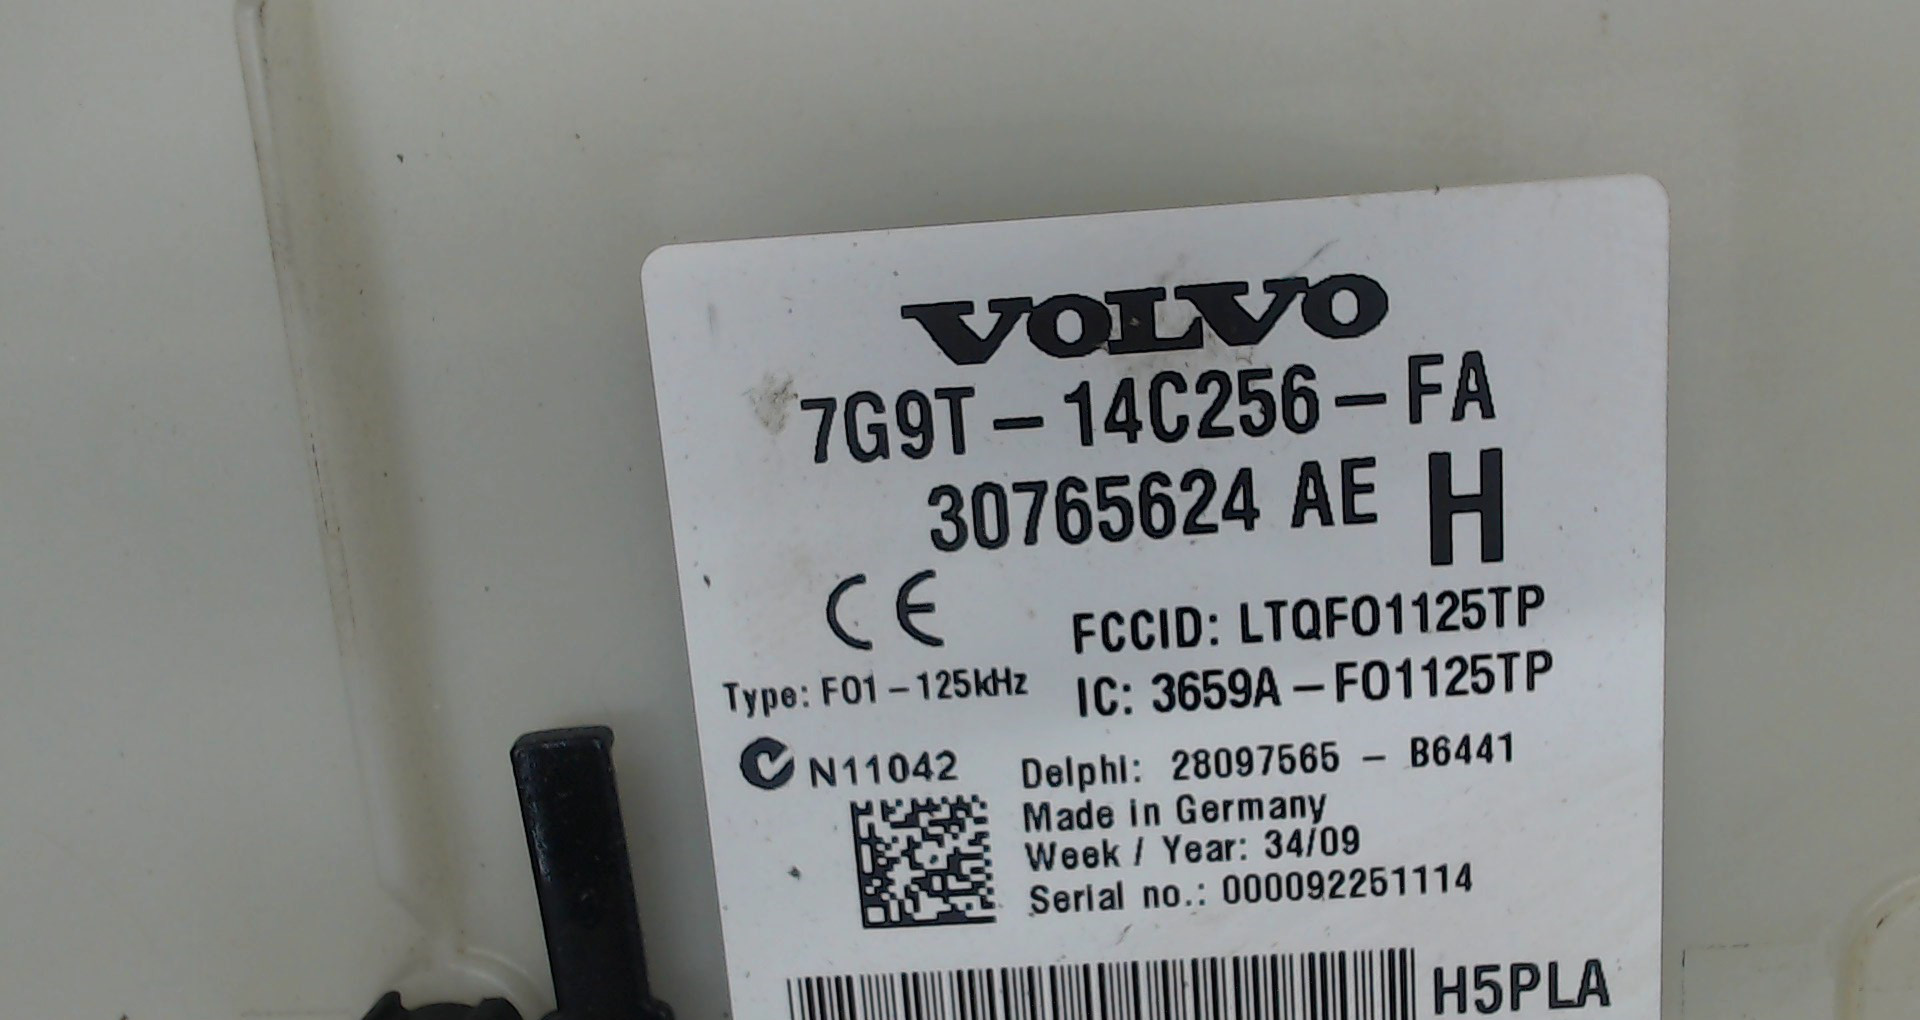 VOLVO
7G9T-14C256-FA
30765624 AE H
CE
FCCID: LTQFO1125TP
Type: FO1-125kHz
IC: 3659A-FO1125TP
N11042
Delphi: 28097565 - B6441
Made in Germany
Week / Year: 34/09
Serial no.: 000092251114
H5PLA